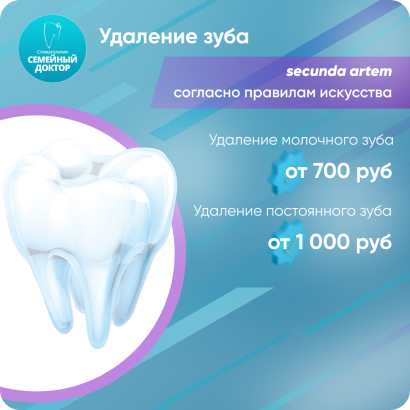 Стоматология
СЕМЕЙНЫЙ
ДОКТОР
Удаление зуба
secunda artem
согласно правилам искусства
Удаление молочного зуба
от 700 руб
Удаление постоянного зуба
от 1 000 руб